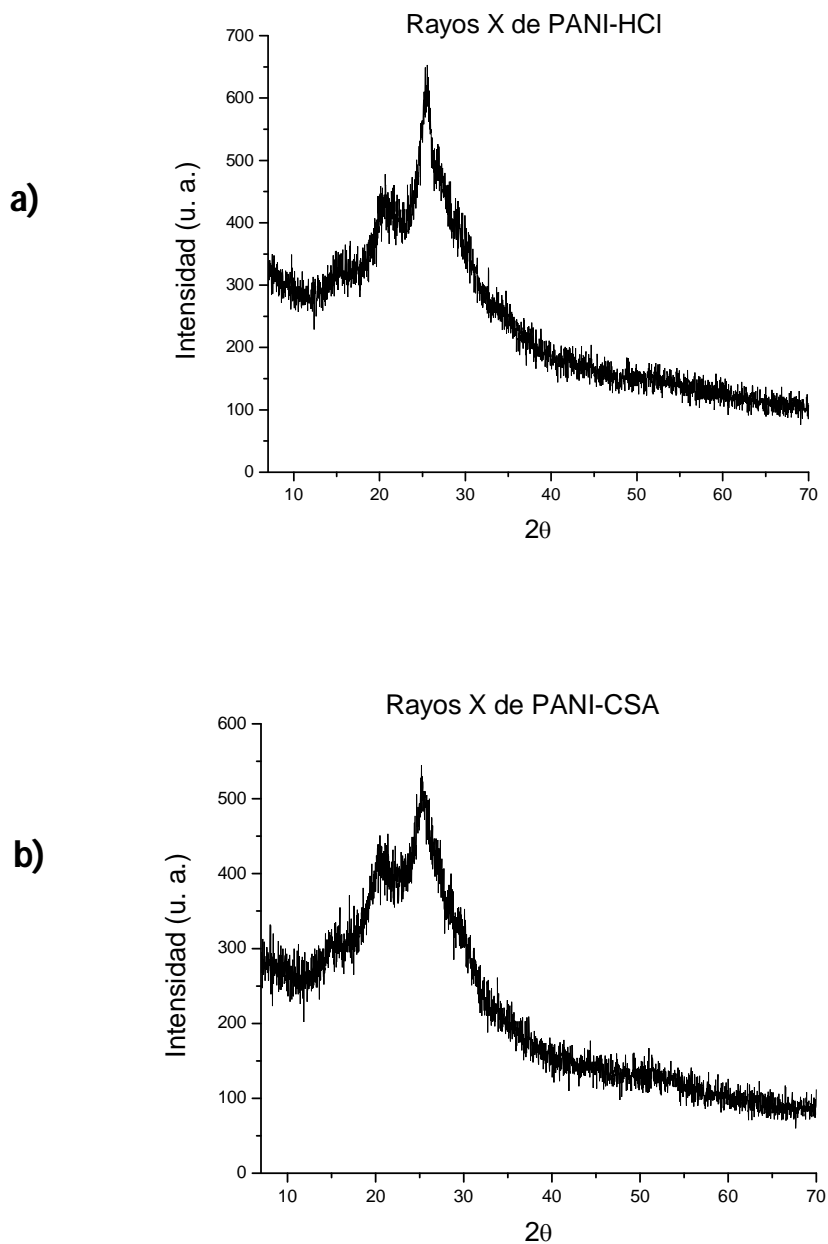 a)
Rayos X de PANI-HCl
Intensidad (u. a.)
700
600
500
400
300
200
100
0
10 20 30 40 50 60 70
2θ
b)
Rayos X de PANI-CSA
Intensidad (u. a.)
600
500
400
300
200
100
0
10 20 30 40 50 60 70
2θ